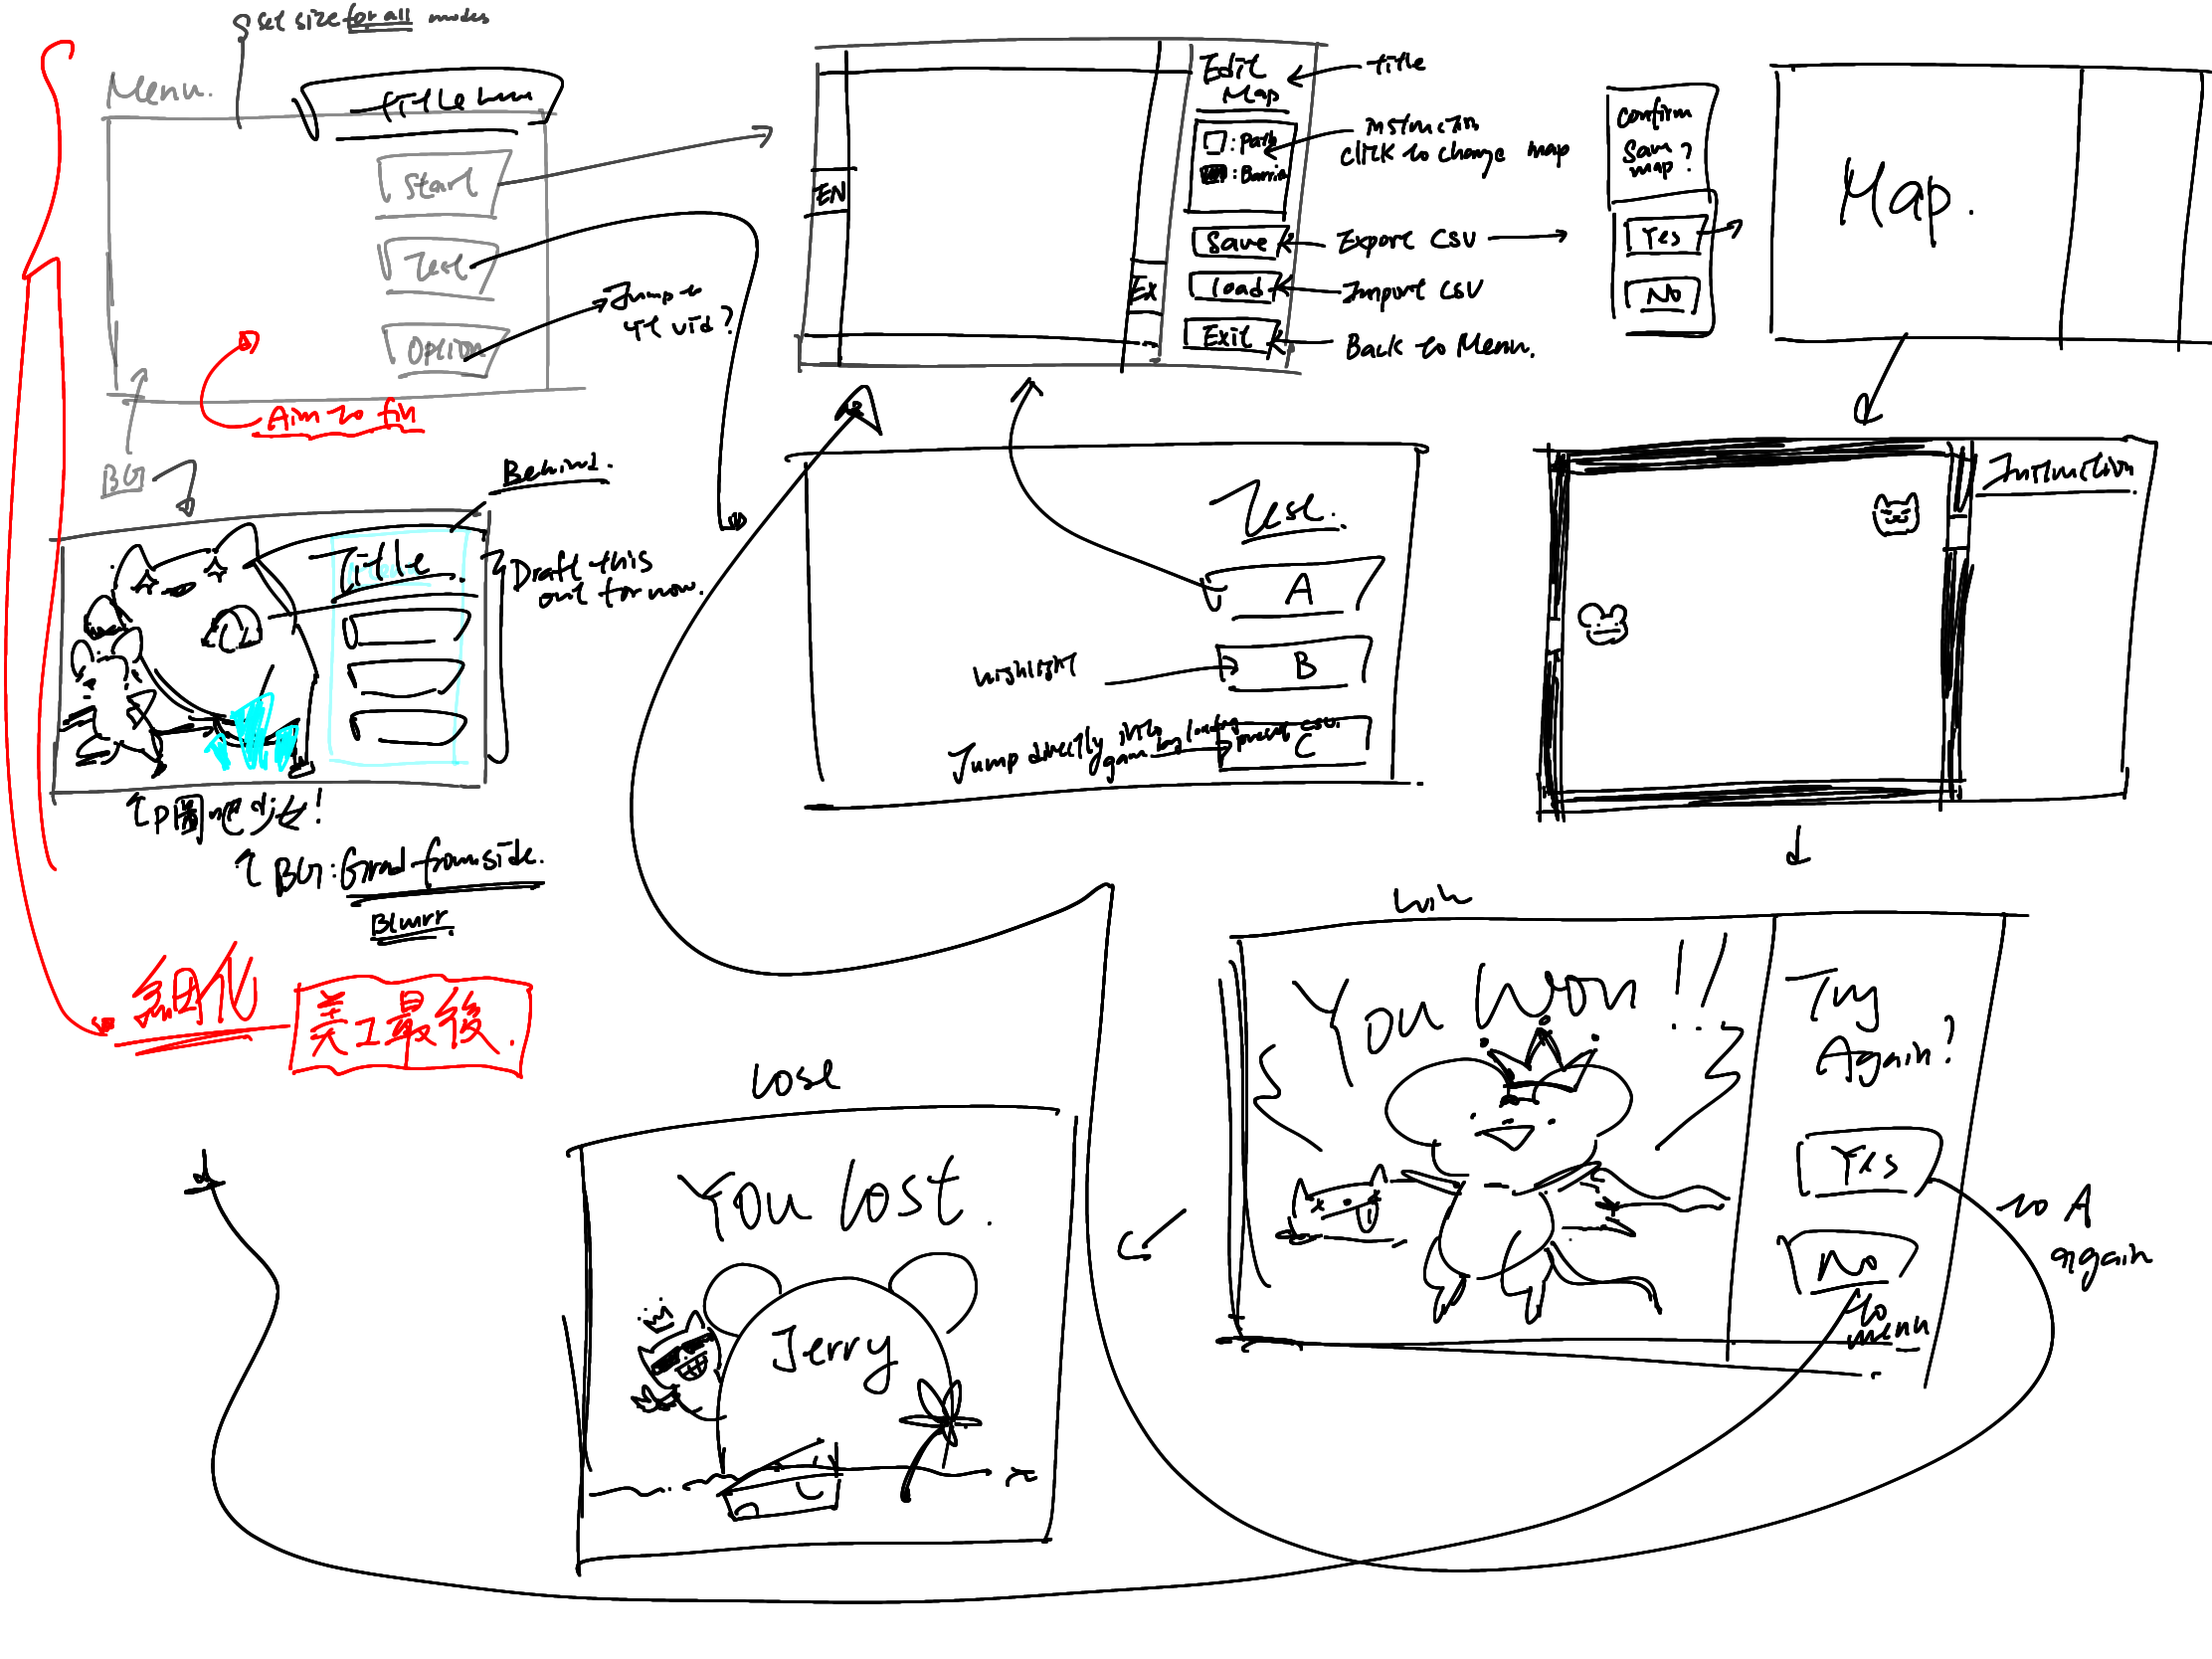 set size for all modes
Menu.
title
Start
Test
Option
Jump to
yt vid?
Aim to fin
BG
Behind.
Title
Draft this
out for now.
↑P圖吧少女!
↑ BG: Grad from side.
Blurr.
細化
美工最後.
Edit
Map
title
□: Path
■: Barrier
instruction
click to change map
EN
EX
Save
Export CSV
load
Import CSV
Exit
Back to Menu.
Confirm
Save
map?
Yes
No
Map.
Test.
A
highlight
B
Jump directly into
game by loading preset csv.
C
Instruction
win
You Won!!
Try
Again?
Yes
No
to A
again
to
menu
lose
You lost.
Jerry